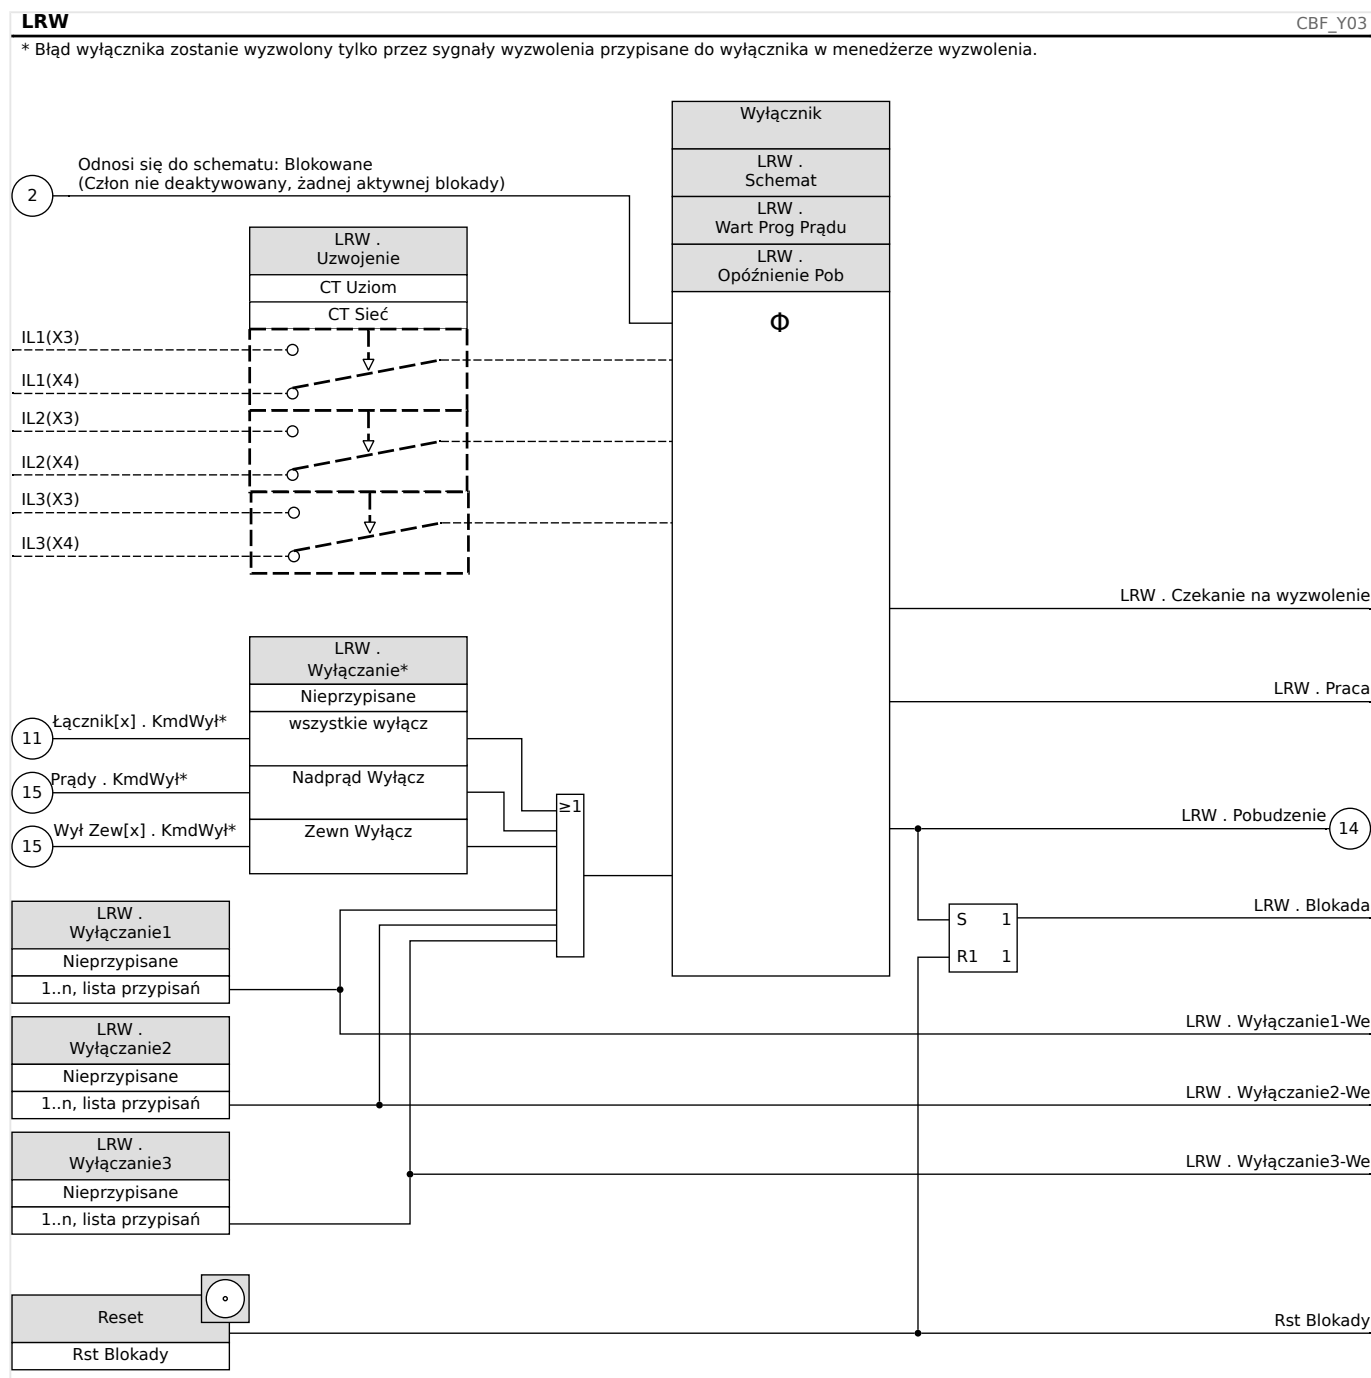 LRW
CBF_Y03
* Błąd wyłącznika zostanie wyzwolony tylko przez sygnały wyzwolenia przypisane do wyłącznika w menedżerze wyzwolenia.
Wyłącznik
LRW .
Schemat
LRW .
Wart Prog Prądu
LRW .
Opóźnienie Pob
Φ
Odnosi się do schematu: Blokowane
(Człon nie deaktywowany, żadnej aktywnej blokady)
2
LRW .
Uzwojenie
CT Uziom
CT Sieć
IL1(X3)
IL1(X4)
IL2(X3)
IL2(X4)
IL3(X3)
IL3(X4)
LRW . Czekanie na wyzwolenie
LRW .
Wyłączanie*
Nieprzypisane
wszystkie wyłącz
Nadprąd Wyłącz
Zewn Wyłącz
LRW . Praca
11
Łącznik[x] . KmdWył*
15
Prądy . KmdWył*
15
Wył Zew[x] . KmdWył*
≥1
LRW . Pobudzenie
14
LRW . Blokada
S 1
R1 1
LRW .
Wyłączanie1
Nieprzypisane
1..n, lista przypisań
LRW . Wyłączanie1-We
LRW .
Wyłączanie2
Nieprzypisane
1..n, lista przypisań
LRW . Wyłączanie2-We
LRW .
Wyłączanie3
Nieprzypisane
1..n, lista przypisań
LRW . Wyłączanie3-We
Reset
Rst Blokady
Rst Blokady